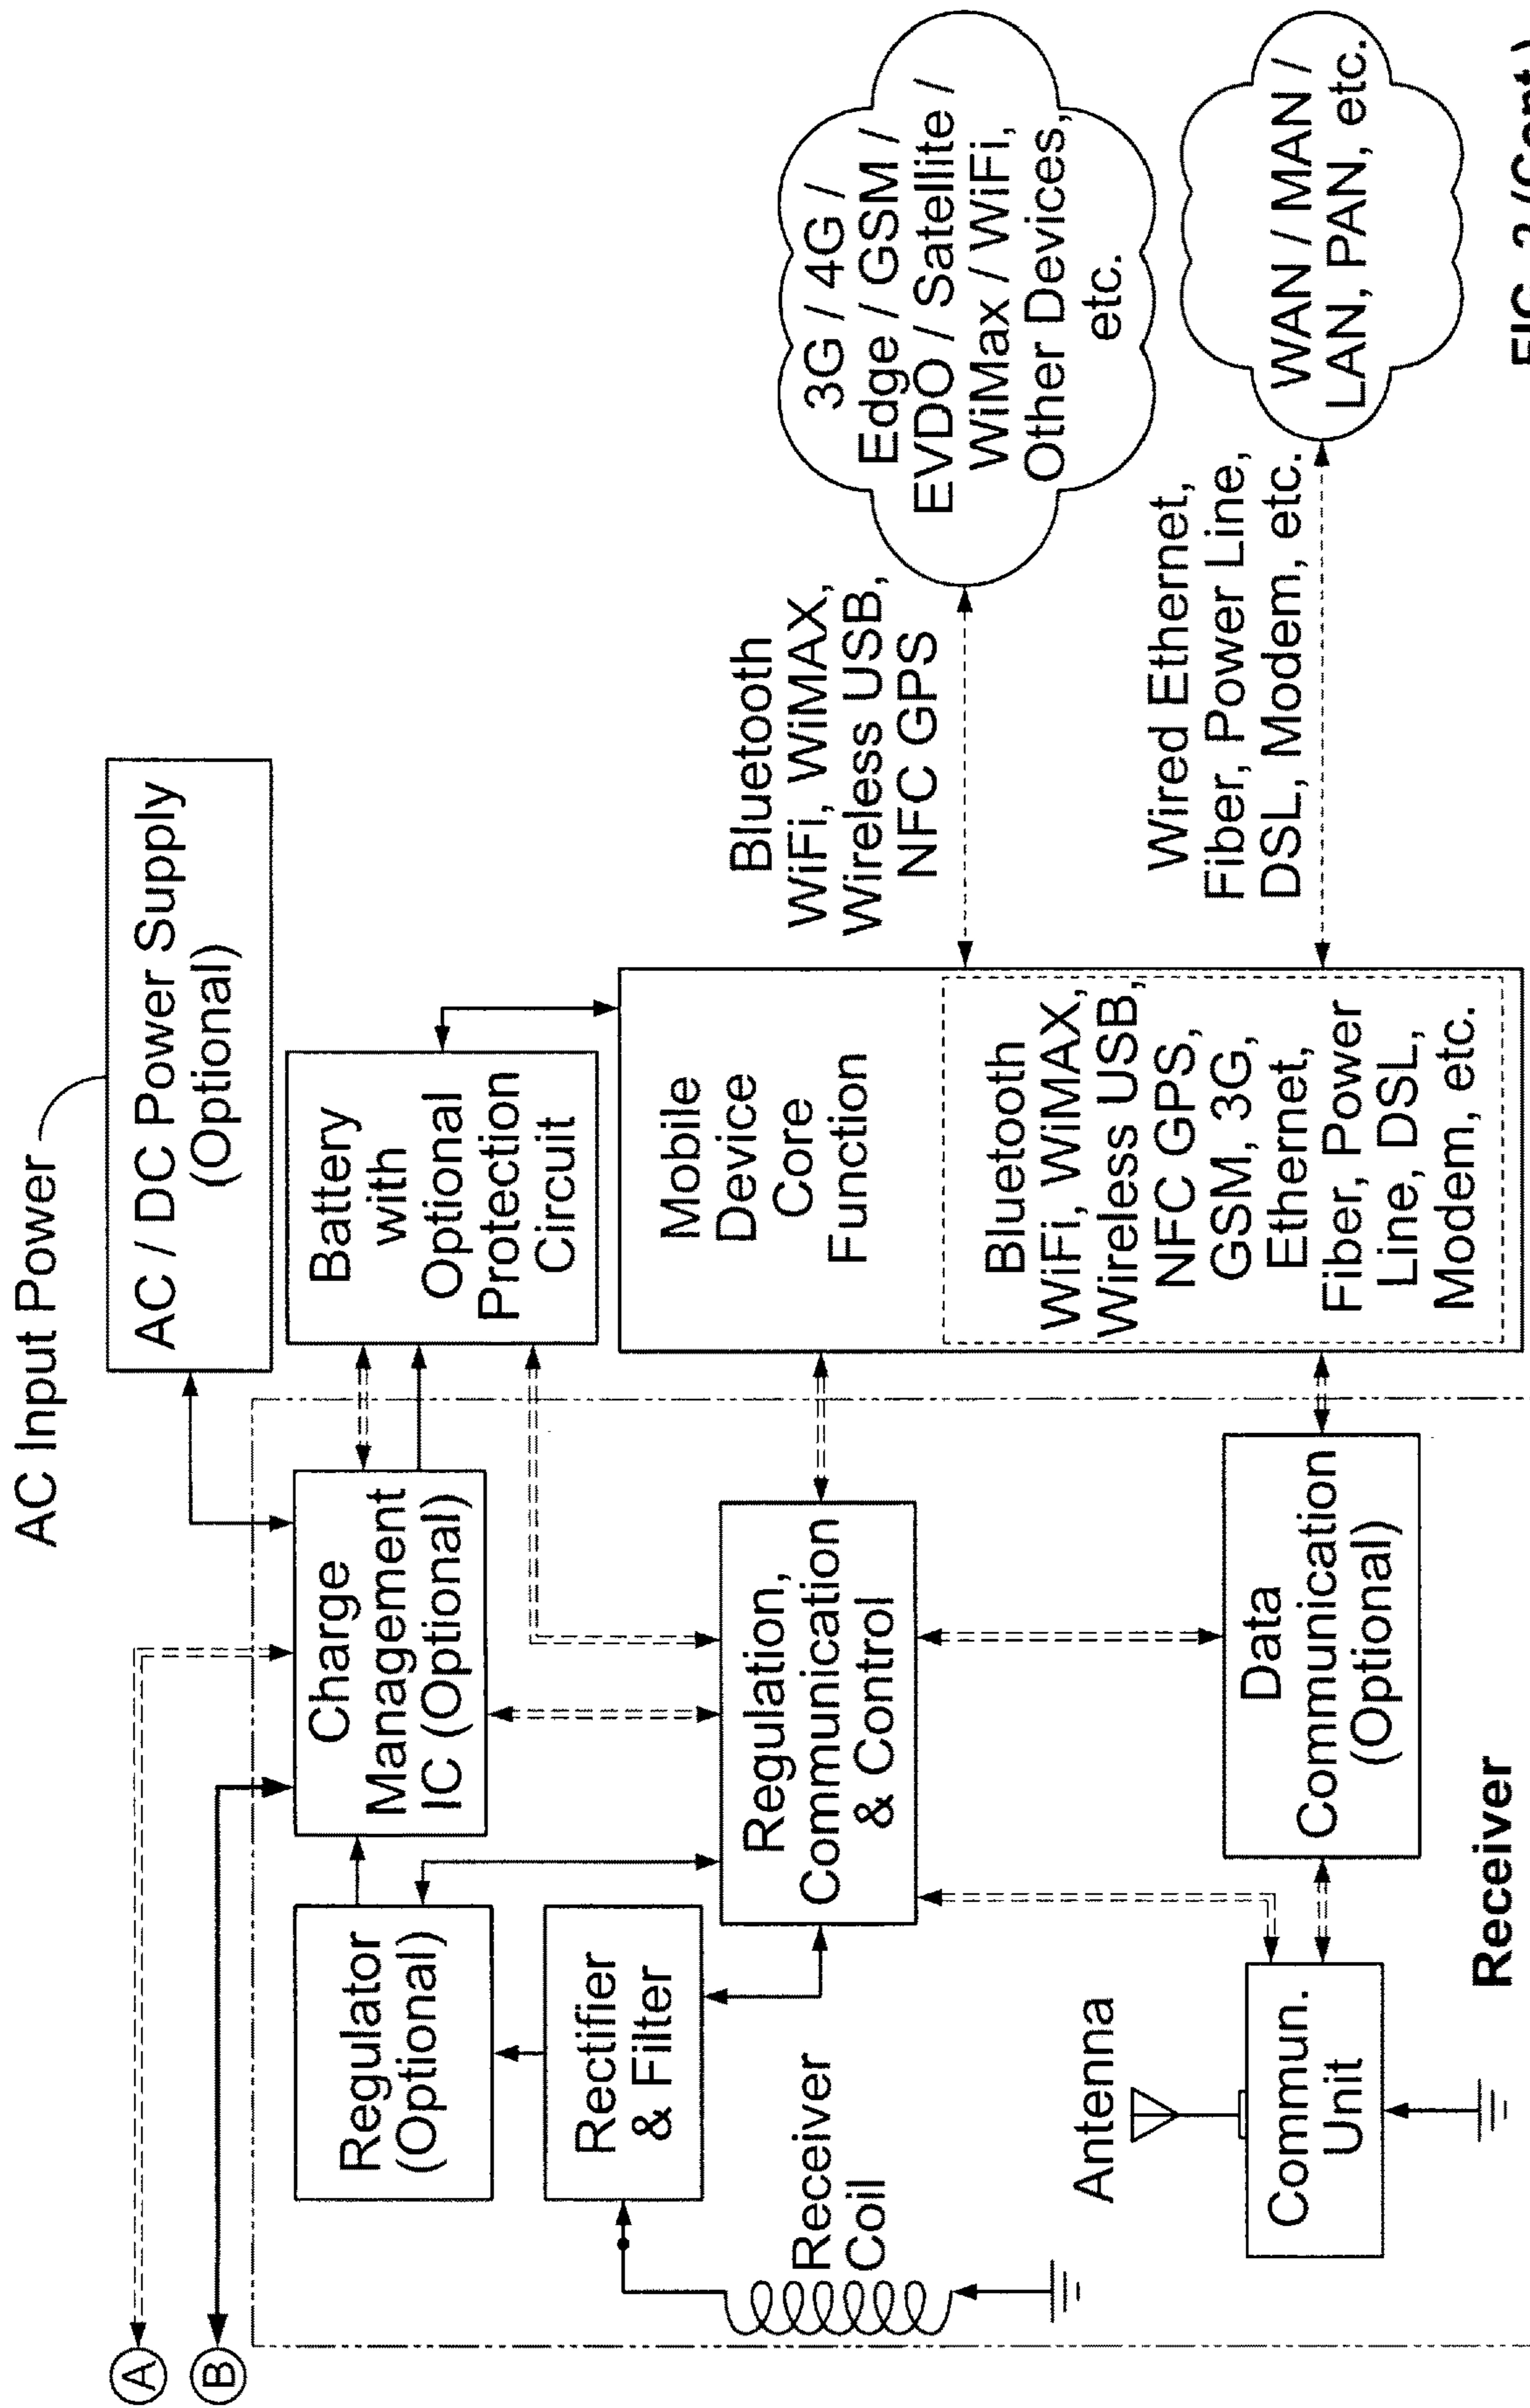 AC Input Power
AC / DC Power Supply
(Optional)
A
B
Charge
Management
IC (Optional)
Battery
with
Optional
Protection
Circuit
Regulator
(Optional)
Rectifier
& Filter
Receiver
Coil
Regulation,
Communication
& Control
Mobile
Device
Core
Function
Bluetooth
WiFi, WiMAX,
Wireless USB,
NFC GPS,
GSM, 3G,
Ethernet,
Fiber, Power
Line, DSL,
Modem, etc.
Bluetooth
WiFi, WiMAX,
Wireless USB,
NFC GPS
3G / 4G /
Edge / GSM /
EVDO / Satellite /
WiMax / WiFi,
Other Devices,
etc.
Antenna
Commun.
Unit
Data
Communication
(Optional)
Wired Ethernet,
Fiber, Power Line,
DSL, Modem, etc.
WAN / MAN /
LAN, PAN, etc.
Receiver
FIG. 2 (Cont.)